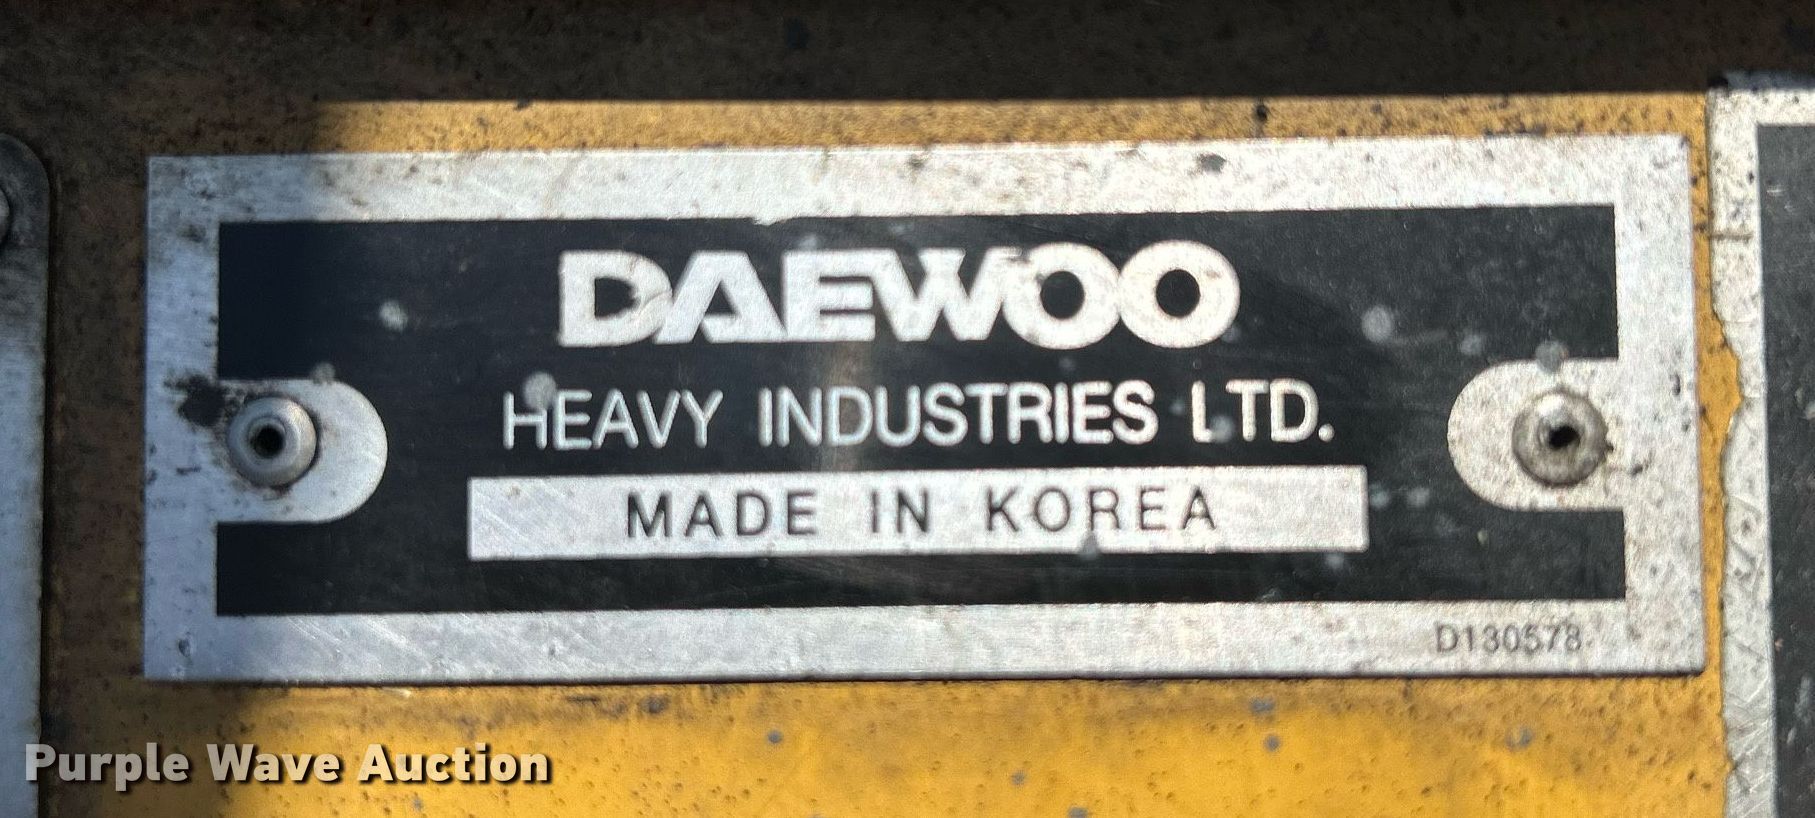 DAEWOO
HEAVY INDUSTRIES LTD.
MADE IN KOREA
D130578
Purple Wave Auction